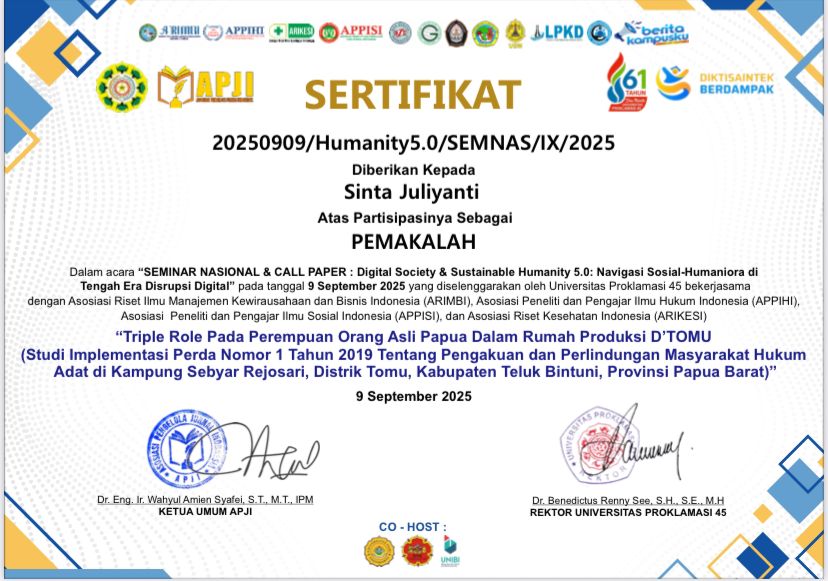 ARIMBI
APPIHI
ARIKESI
APPISI
LPKD
berita
kampusku
APJI
61
TAHUN
DIKTISAINTEK
BERDAMPAK
SERTIFIKAT
20250909/Humanity5.0/SEMNAS/IX/2025
Diberikan Kepada
Sinta Juliyanti
Atas Partisipasinya Sebagai
PEMAKALAH
Dalam acara “SEMINAR NASIONAL & CALL PAPER : Digital Society & Sustainable Humanity 5.0: Navigasi Sosial-Humaniora di
Tengah Era Disrupsi Digital” pada tanggal 9 September 2025 yang diselenggarakan oleh Universitas Proklamasi 45 bekerjasama
dengan Asosiasi Riset Ilmu Manajemen Kewirausahaan dan Bisnis Indonesia (ARIMBI), Asosiasi Peneliti dan Pengajar Ilmu Hukum Indonesia (APPIHI),
Asosiasi Peneliti dan Pengajar Ilmu Sosial Indonesia (APPISI), dan Asosiasi Riset Kesehatan Indonesia (ARIKESI)
“Triple Role Pada Perempuan Orang Asli Papua Dalam Rumah Produksi D’TOMU
(Studi Implementasi Perda Nomor 1 Tahun 2019 Tentang Pengakuan dan Perlindungan Masyarakat Hukum
Adat di Kampung Sebyar Rejosari, Distrik Tomu, Kabupaten Teluk Bintuni, Provinsi Papua Barat)”
9 September 2025
ASOSIASI PENGELOLA JURNAL INDONESIA
APJI
UNIVERSITAS PROKLAMASI
REKTOR
Dr. Eng. Ir. Wahyul Amien Syafei, S.T., M.T., IPM
KETUA UMUM APJI
Dr. Benedictus Renny See, S.H., S.E., M.H
REKTOR UNIVERSITAS PROKLAMASI 45
CO - HOST :
UNIBI